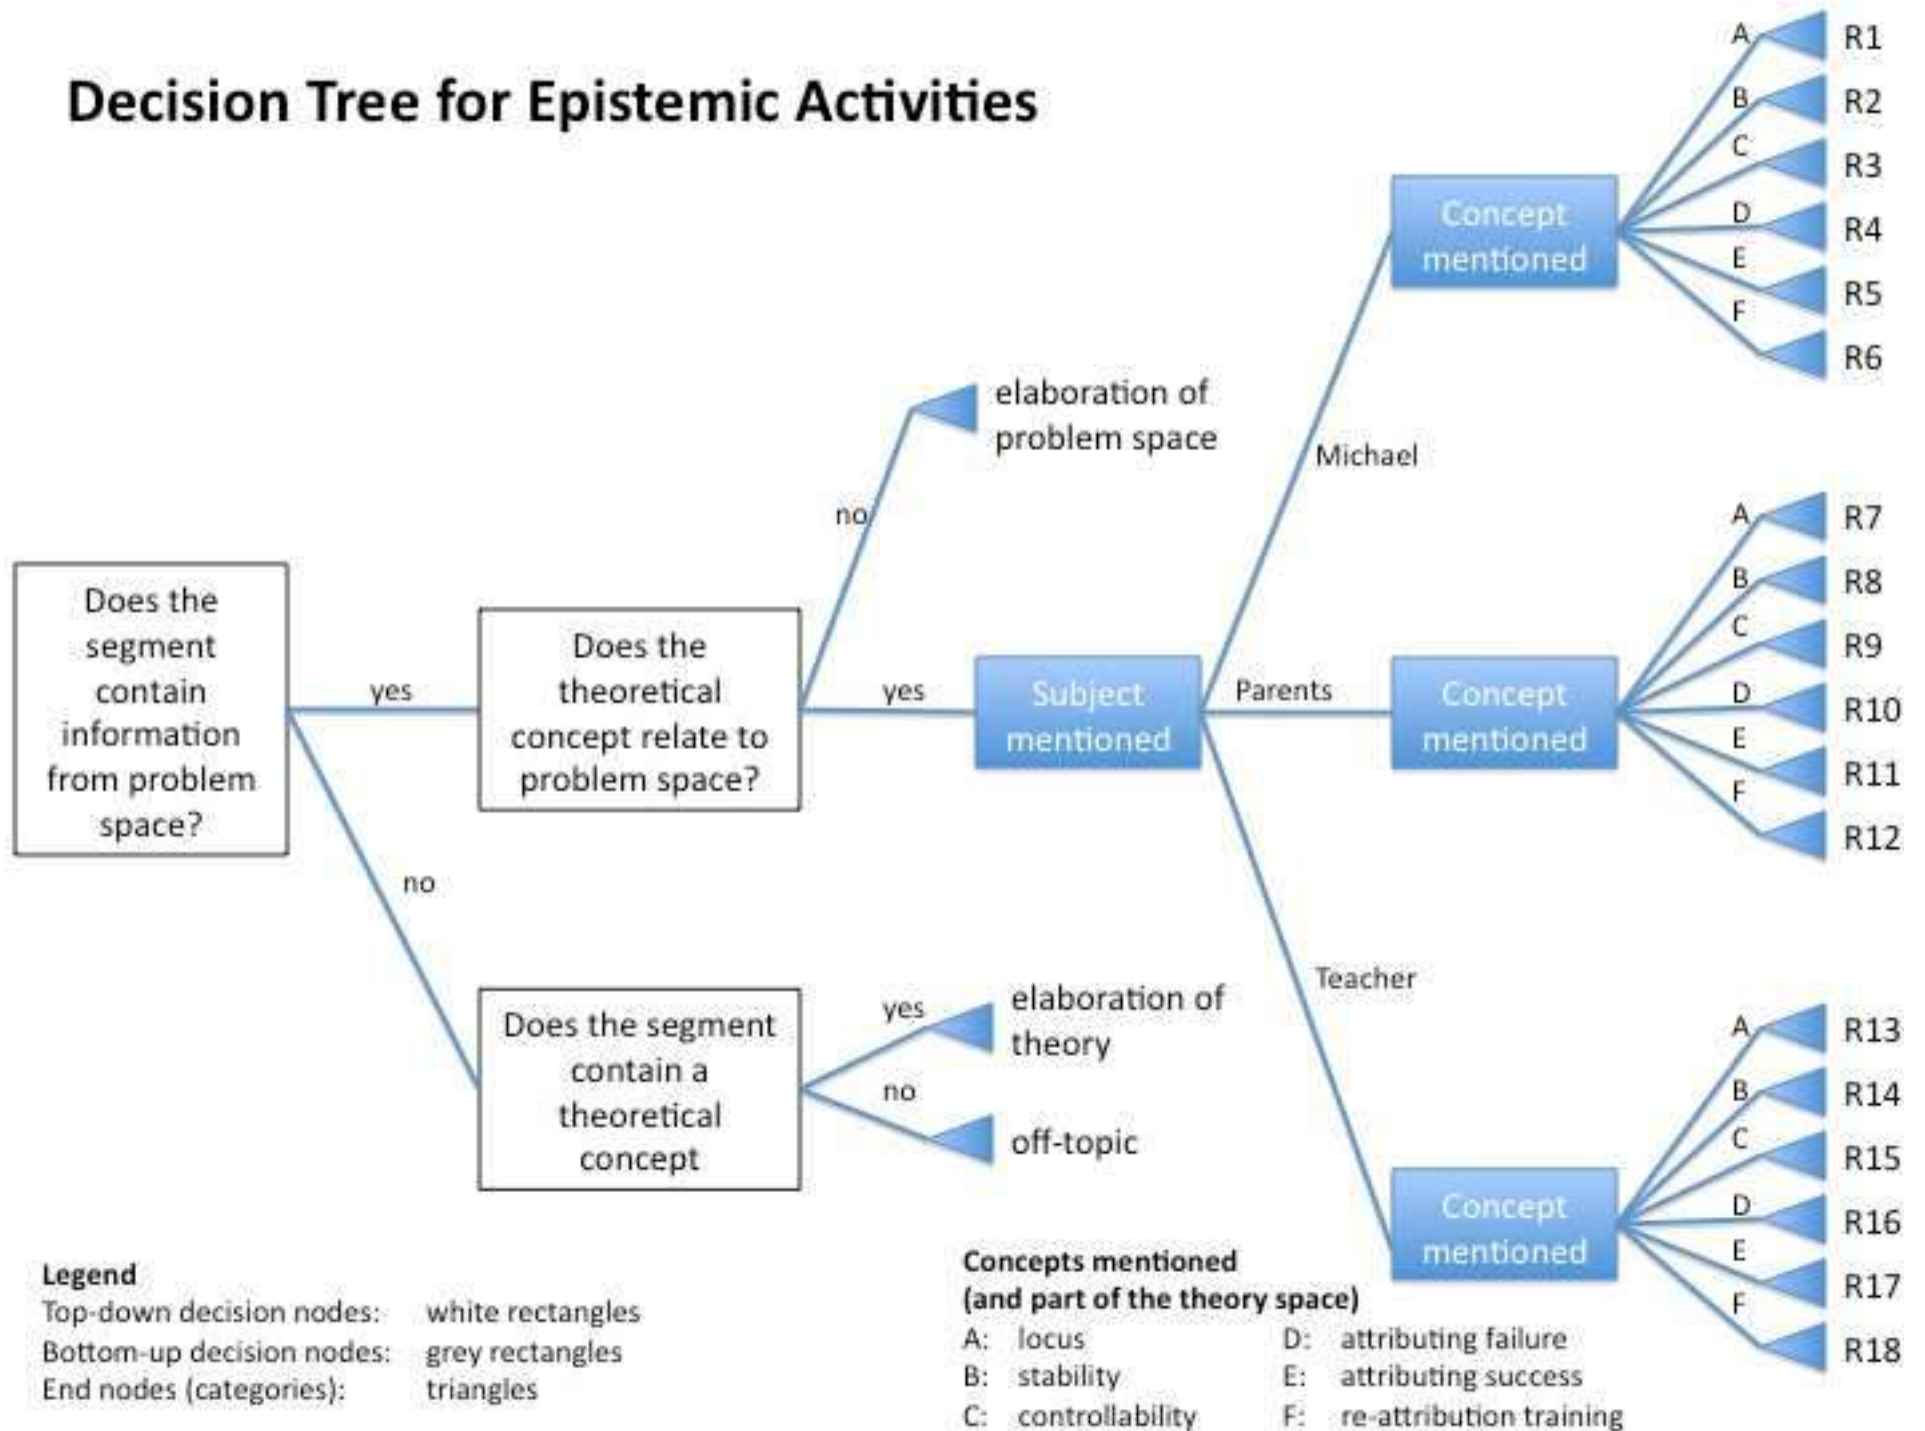 Decision Tree for Epistemic Activities
Does the
segment
contain
information
from problem
space?
yes
no
Does the
theoretical
concept relate to
problem space?
no
elaboration of
problem space
yes
Subject
mentioned
Does the segment
contain a
theoretical
concept
yes
elaboration of
theory
no
off-topic
Michael
Concept
mentioned
A
R1
B
R2
C
R3
D
R4
E
R5
F
R6
Parents
Concept
mentioned
A
R7
B
R8
C
R9
D
R10
E
R11
F
R12
Teacher
Concept
mentioned
A
R13
B
R14
C
R15
D
R16
E
R17
F
R18
Legend
Top-down decision nodes: white rectangles
Bottom-up decision nodes: grey rectangles
End nodes (categories): triangles
Concepts mentioned
(and part of the theory space)
A: locus D: attributing failure
B: stability E: attributing success
C: controllability F: re-attribution training